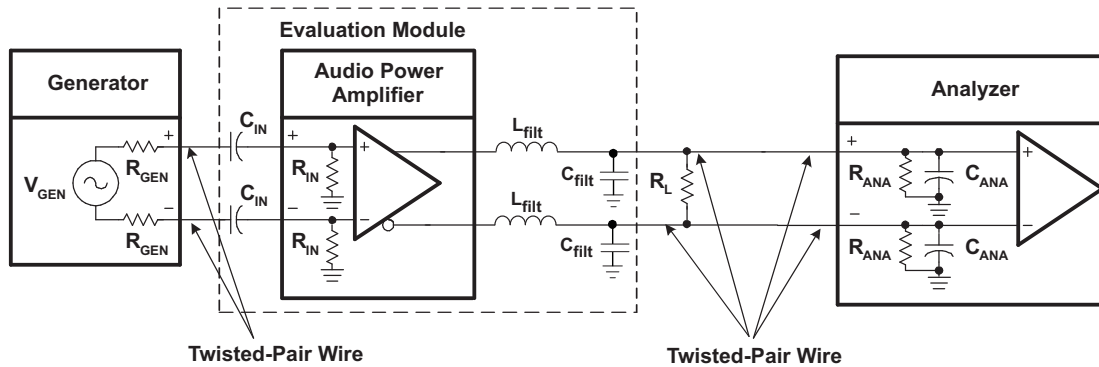 Evaluation Module
Generator
Audio Power
Amplifier
Analyzer
C_IN
L_filt
+
+
+
+
+
R_GEN
R_IN
C_filt
R_L
R_ANA
C_ANA
V_GEN
C_IN
L_filt
−
−
−
−
−
R_GEN
R_IN
C_filt
R_ANA
C_ANA
Twisted-Pair Wire
Twisted-Pair Wire